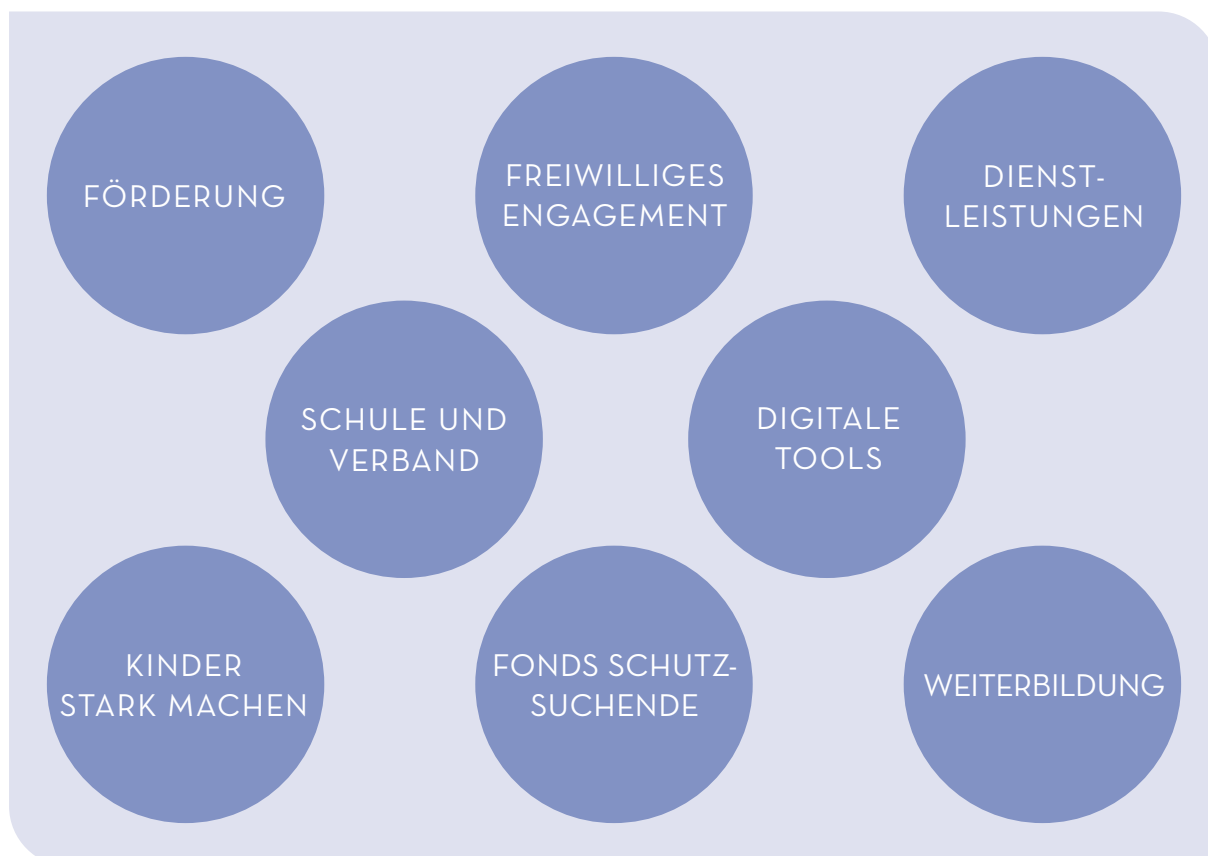 FÖRDERUNG
FREIWILLIGES
ENGAGEMENT
DIENST-
LEISTUNGEN
SCHULE UND
VERBAND
DIGITALE
TOOLS
KINDER
STARK MACHEN
FONDS SCHUTZ-
SUCHENDE
WEITERBILDUNG